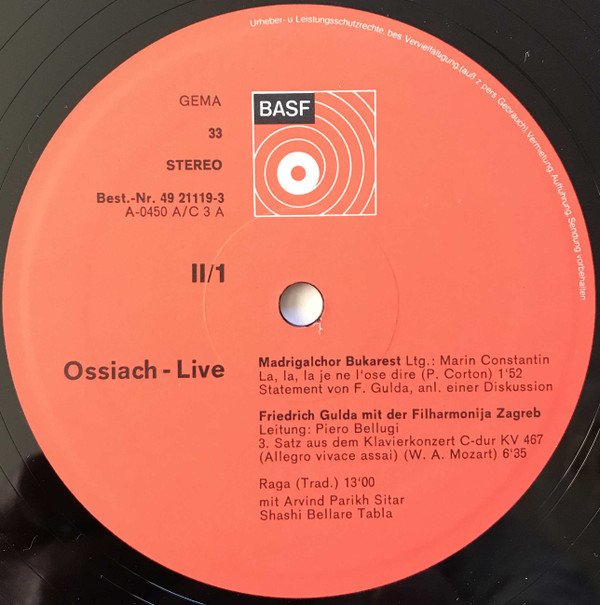 Urheber- u Leistungsschutzrechte, bes Vervielfältigung (auß z pers Gebrauch), Vermietung, Aufführung, Sendung vorbehalten
GEMA
BASF
33
STEREO
Best.-Nr. 49 21119-3
A-0450 A/C 3 A
II/1
Ossiach - Live
Madrigalchor Bukarest Ltg.: Marin Constantin
La, la, la je ne l'ose dire (P. Corton) 1'52
Statement von F. Gulda, anl. einer Diskussion
Friedrich Gulda mit der Filharmonija Zagreb
Leitung: Piero Bellugi
3. Satz aus dem Klavierkonzert C-dur KV 467
(Allegro vivace assai) (W. A. Mozart) 6'35
Raga (Trad.) 13'00
mit Arvind Parikh Sitar
Shashi Bellare Tabla